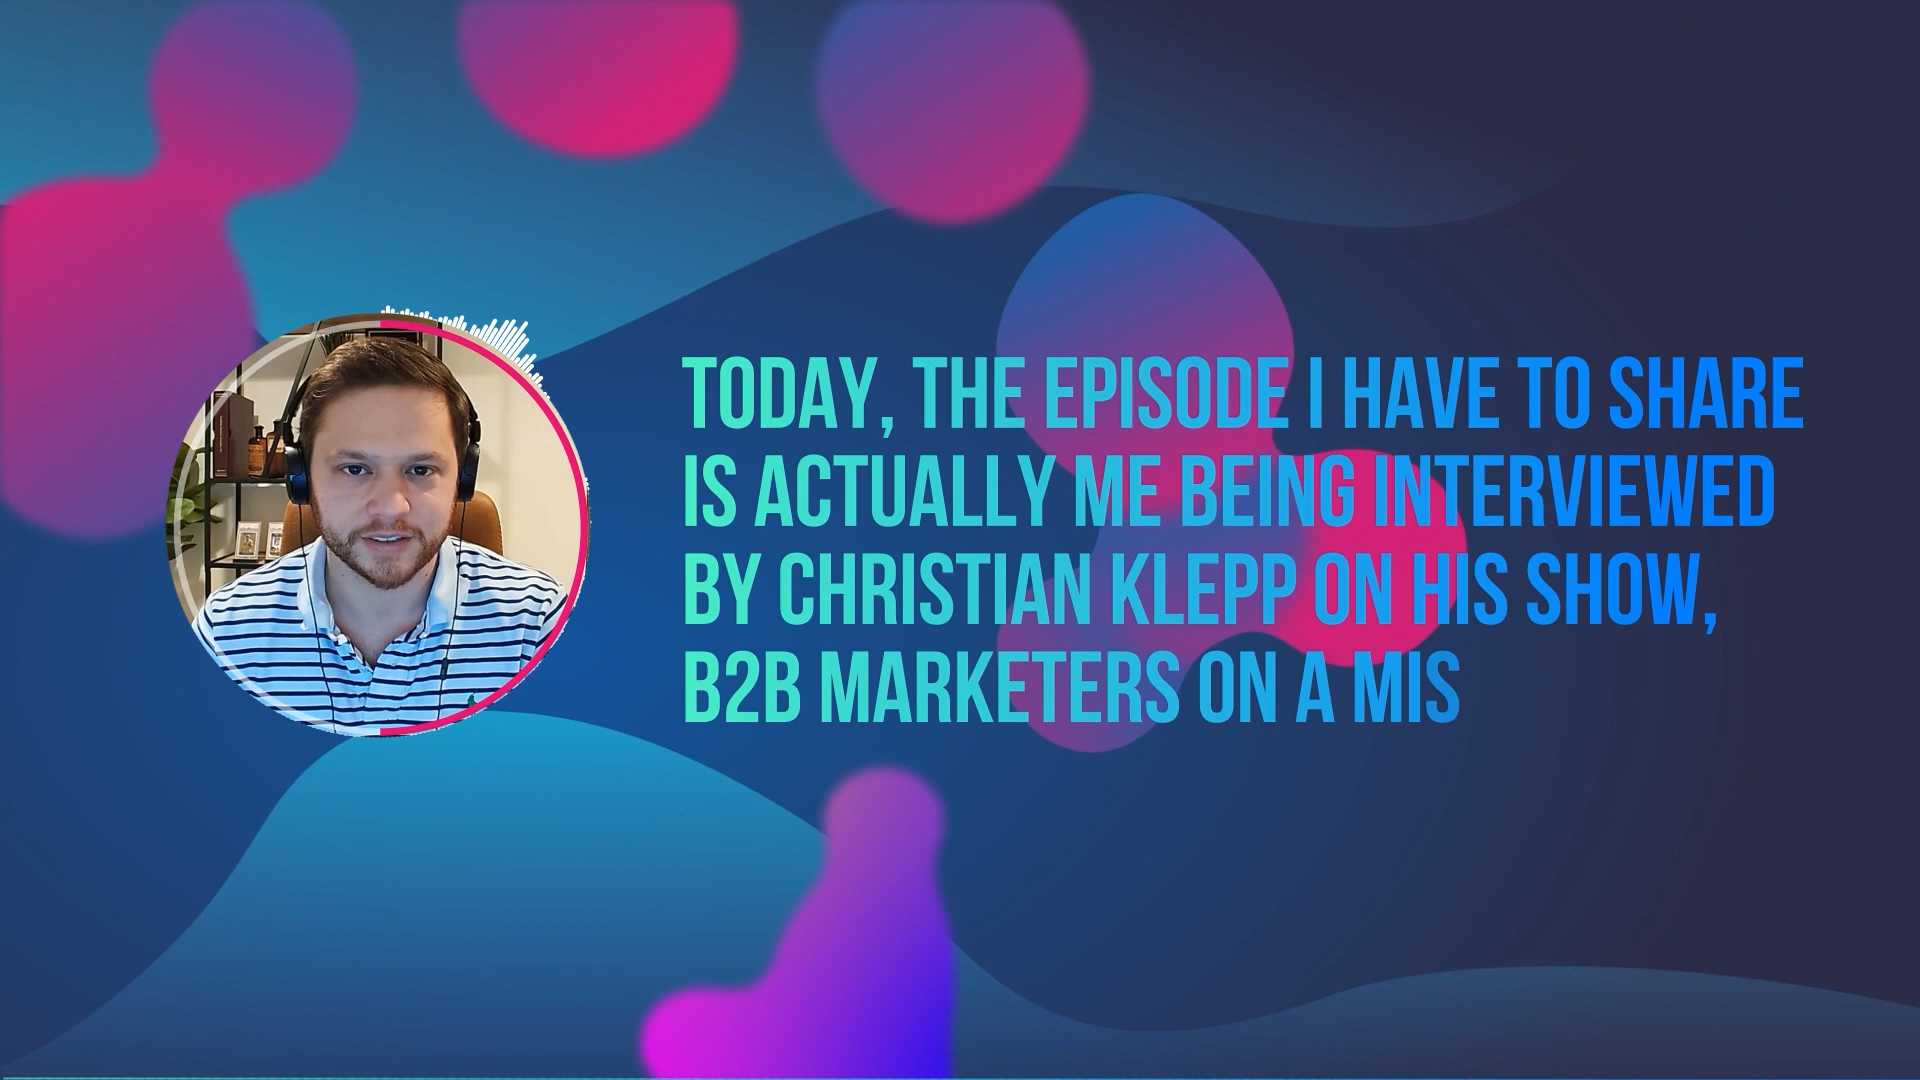 TODAY, THE EPISODE I HAVE TO SHARE
IS ACTUALLY ME BEING INTERVIEWED
BY CHRISTIAN KLEPP ON HIS SHOW,
B2B MARKETERS ON A MIS